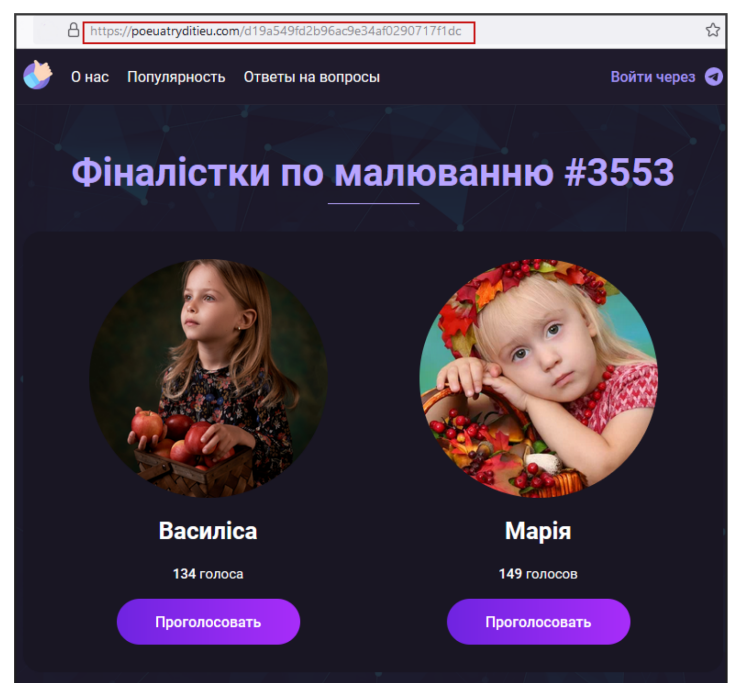 https://poeuatryditieu.com/d19a549fd2b96ac9e34af0290717f1dc
О нас Популярность Ответы на вопросы Войти через
Фіналістки по малюванню #3553
Василіса Марія
134 голоса 149 голосов
Проголосовать Проголосовать